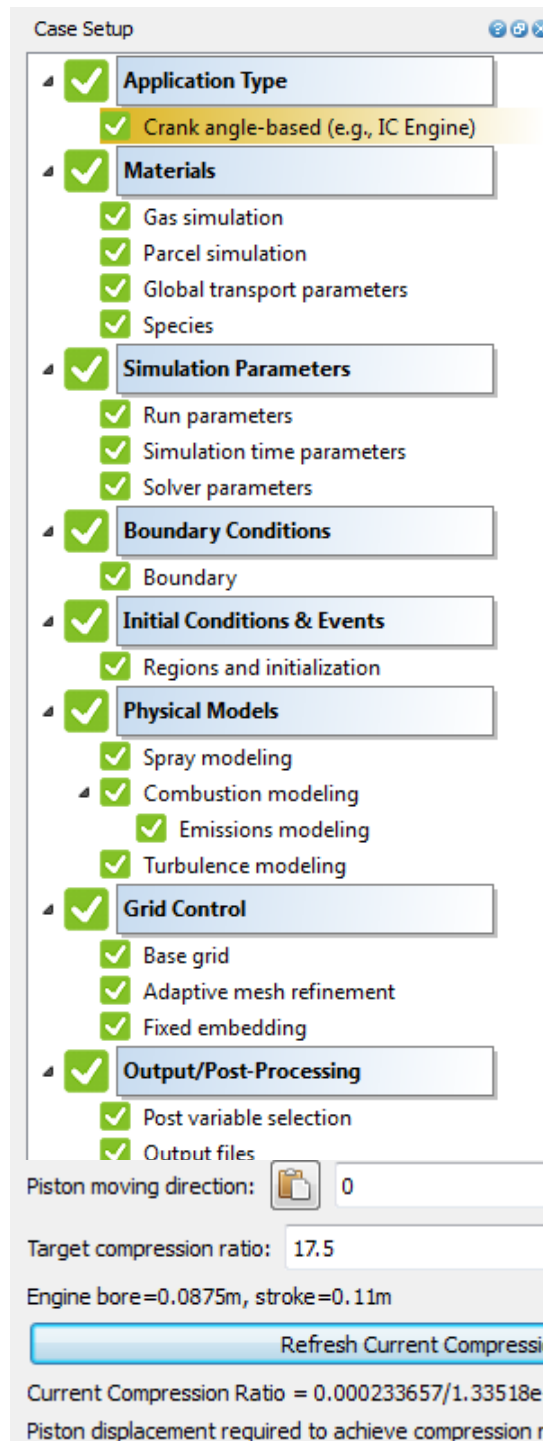 Case Setup
Application Type
Crank angle-based (e.g., IC Engine)
Materials
Gas simulation
Parcel simulation
Global transport parameters
Species
Simulation Parameters
Run parameters
Simulation time parameters
Solver parameters
Boundary Conditions
Boundary
Initial Conditions & Events
Regions and initialization
Physical Models
Spray modeling
Combustion modeling
Emissions modeling
Turbulence modeling
Grid Control
Base grid
Adaptive mesh refinement
Fixed embedding
Output/Post-Processing
Post variable selection
Output files
Piston moving direction: 0
Target compression ratio: 17.5
Engine bore=0.0875m, stroke=0.11m
Refresh Current Compressi
Current Compression Ratio = 0.000233657/1.33518e
Piston displacement required to achieve compression